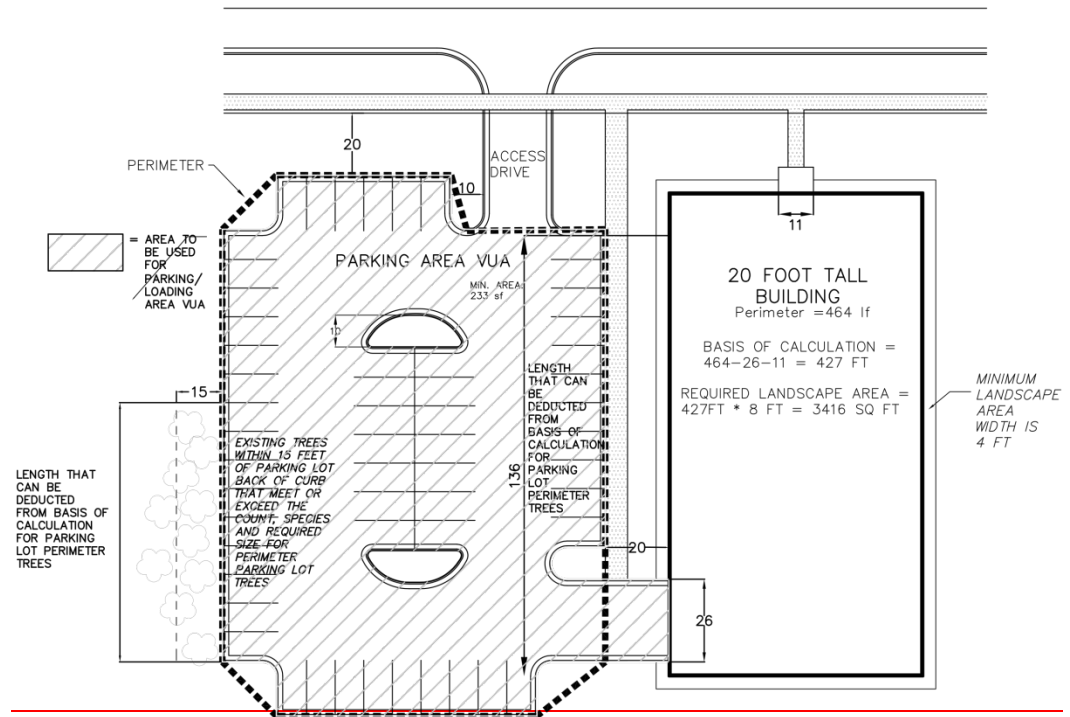 20
PERIMETER
ACCESS
DRIVE
10
11
= AREA TO
BE USED
FOR
PARKING/
LOADING
AREA VUA
PARKING AREA VUA
MIN. AREA
233 sf
10
20 FOOT TALL
BUILDING
Perimeter =464 lf
BASIS OF CALCULATION =
464-26-11 = 427 FT
REQUIRED LANDSCAPE AREA =
427FT * 8 FT = 3416 SQ FT
MINIMUM
LANDSCAPE
AREA
WIDTH IS
4 FT
LENGTH
THAT CAN
BE
DEDUCTED
FROM
BASIS OF
CALCULATION
FOR
PARKING
LOT
PERIMETER
TREES
136
15
EXISTING TREES
WITHIN 15 FEET
OF PARKING LOT
BACK OF CURB
THAT MEET OR
EXCEED THE
COUNT, SPECIES
AND REQUIRED
SIZE FOR
PERIMETER
PARKING LOT
TREES
LENGTH THAT
CAN BE
DEDUCTED
FROM BASIS OF
CALCULATION
FOR PARKING
LOT PERIMETER
TREES
20
26